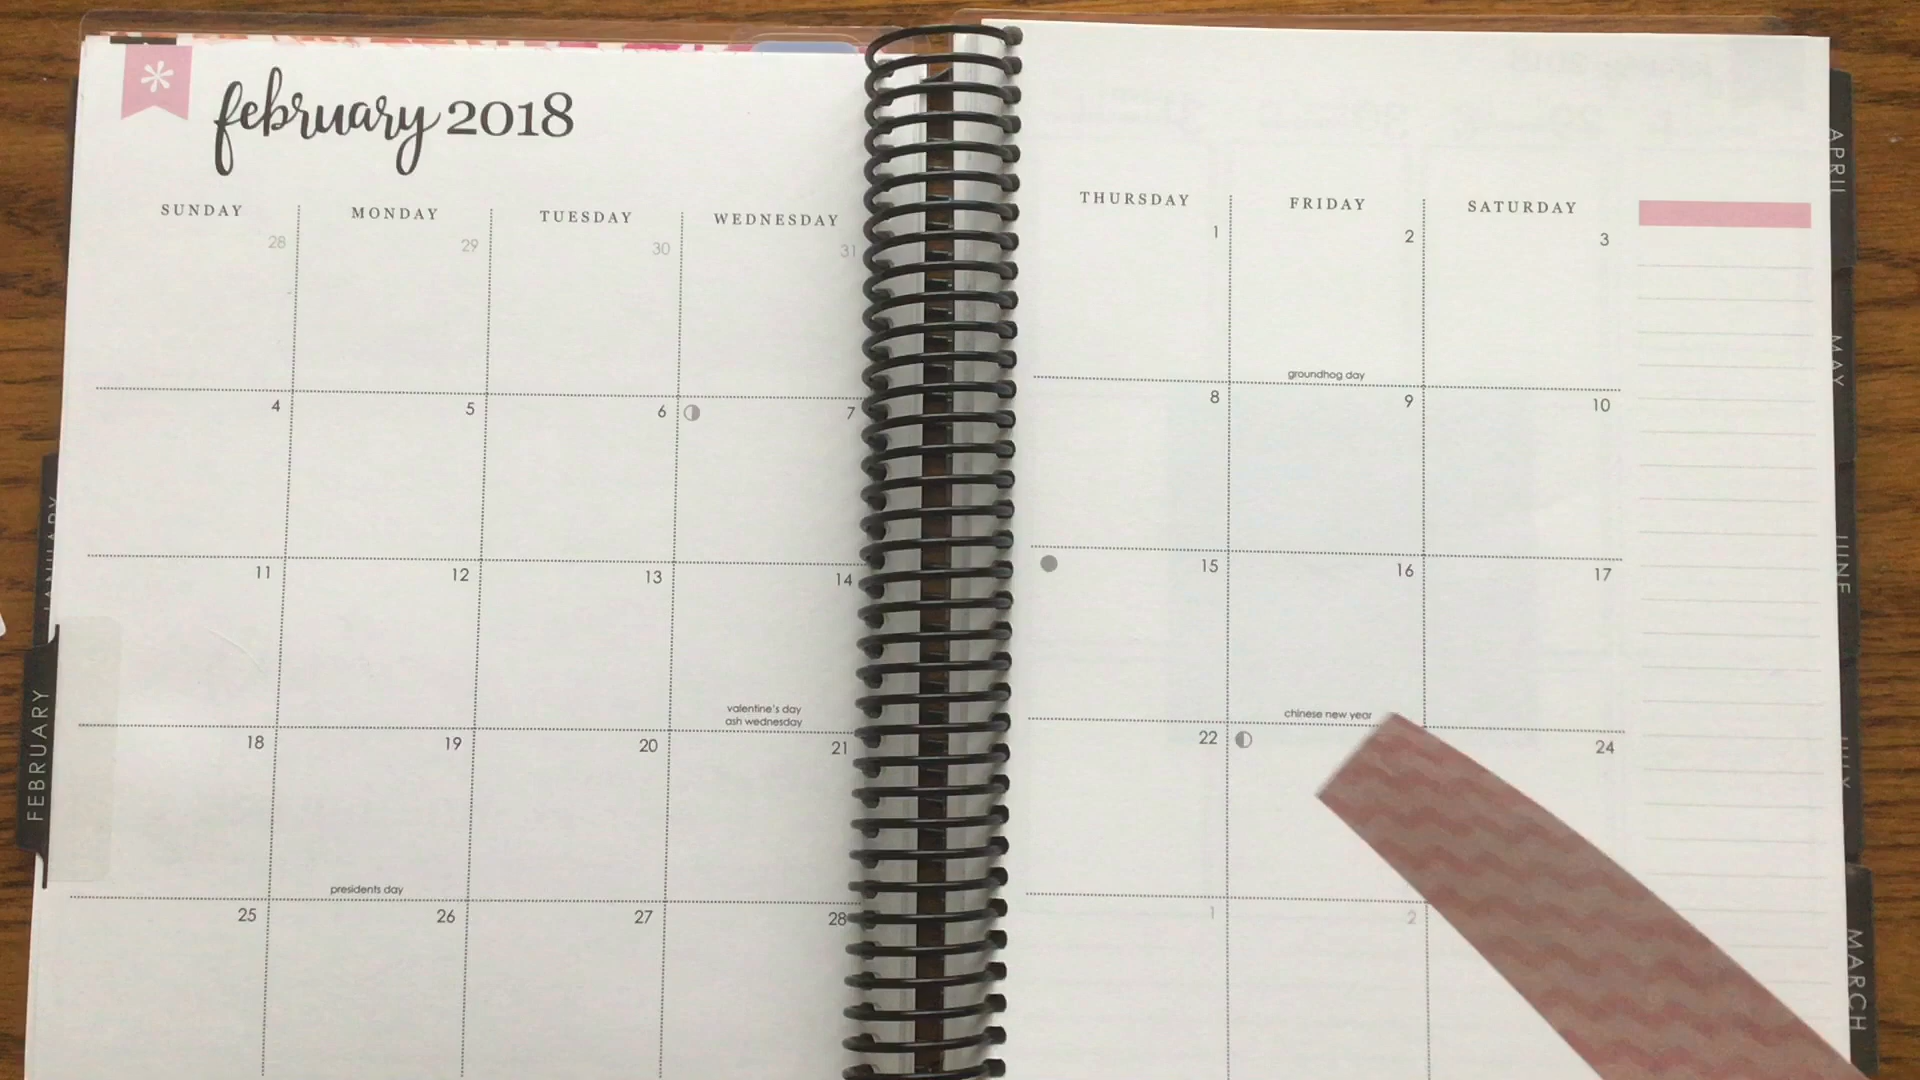 february 2018
SUNDAY MONDAY TUESDAY WEDNESDAY THURSDAY FRIDAY SATURDAY
28 29 30 31 1 2 3
groundhog day
4 5 6 7 8 9 10
11 12 13 14 15 16 17
valentine's day
ash wednesday
chinese new year
18 19 20 21 22 24
presidents day
25 26 27 28 1 2
JANUARY
FEBRUARY
APRIL
MAY
JUNE
JULY
MARCH